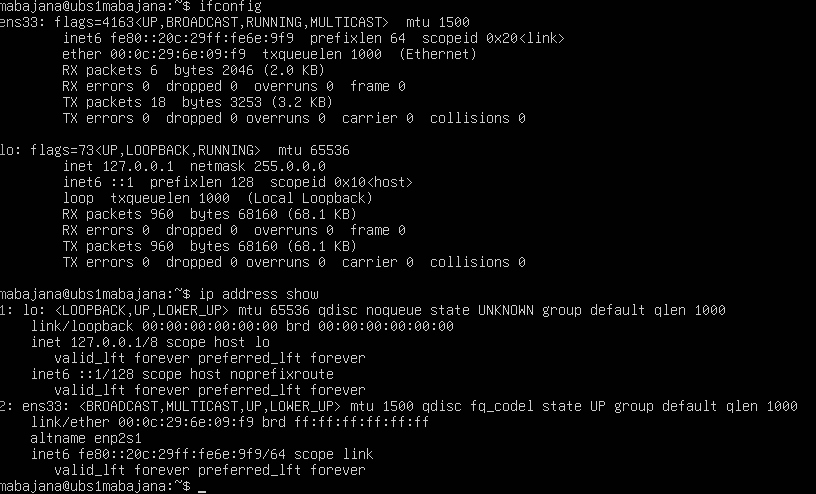 mabajana@ubs1mabajana:~$ ifconfig
ens33: flags=4163<UP,BROADCAST,RUNNING,MULTICAST>  mtu 1500
        inet6 fe80::20c:29ff:fe6e:9f9  prefixlen 64  scopeid 0x20<link>
        ether 00:0c:29:6e:09:f9  txqueuelen 1000  (Ethernet)
        RX packets 6  bytes 2046 (2.0 KB)
        RX errors 0  dropped 0  overruns 0  frame 0
        TX packets 18  bytes 3253 (3.2 KB)
        TX errors 0  dropped 0 overruns 0  carrier 0  collisions 0

lo: flags=73<UP,LOOPBACK,RUNNING>  mtu 65536
        inet 127.0.0.1  netmask 255.0.0.0
        inet6 ::1  prefixlen 128  scopeid 0x10<host>
        loop  txqueuelen 1000  (Local Loopback)
        RX packets 960  bytes 68160 (68.1 KB)
        RX errors 0  dropped 0  overruns 0  frame 0
        TX packets 960  bytes 68160 (68.1 KB)
        TX errors 0  dropped 0 overruns 0  carrier 0  collisions 0

mabajana@ubs1mabajana:~$ ip address show
1: lo: <LOOPBACK,UP,LOWER_UP> mtu 65536 qdisc noqueue state UNKNOWN group default qlen 1000
    link/loopback 00:00:00:00:00:00 brd 00:00:00:00:00:00
    inet 127.0.0.1/8 scope host lo
       valid_lft forever preferred_lft forever
    inet6 ::1/128 scope host noprefixroute
       valid_lft forever preferred_lft forever
2: ens33: <BROADCAST,MULTICAST,UP,LOWER_UP> mtu 1500 qdisc fq_codel state UP group default qlen 1000
    link/ether 00:0c:29:6e:09:f9 brd ff:ff:ff:ff:ff:ff
    altname enp2s1
    inet6 fe80::20c:29ff:fe6e:9f9/64 scope link
       valid_lft forever preferred_lft forever
mabajana@ubs1mabajana:~$ _